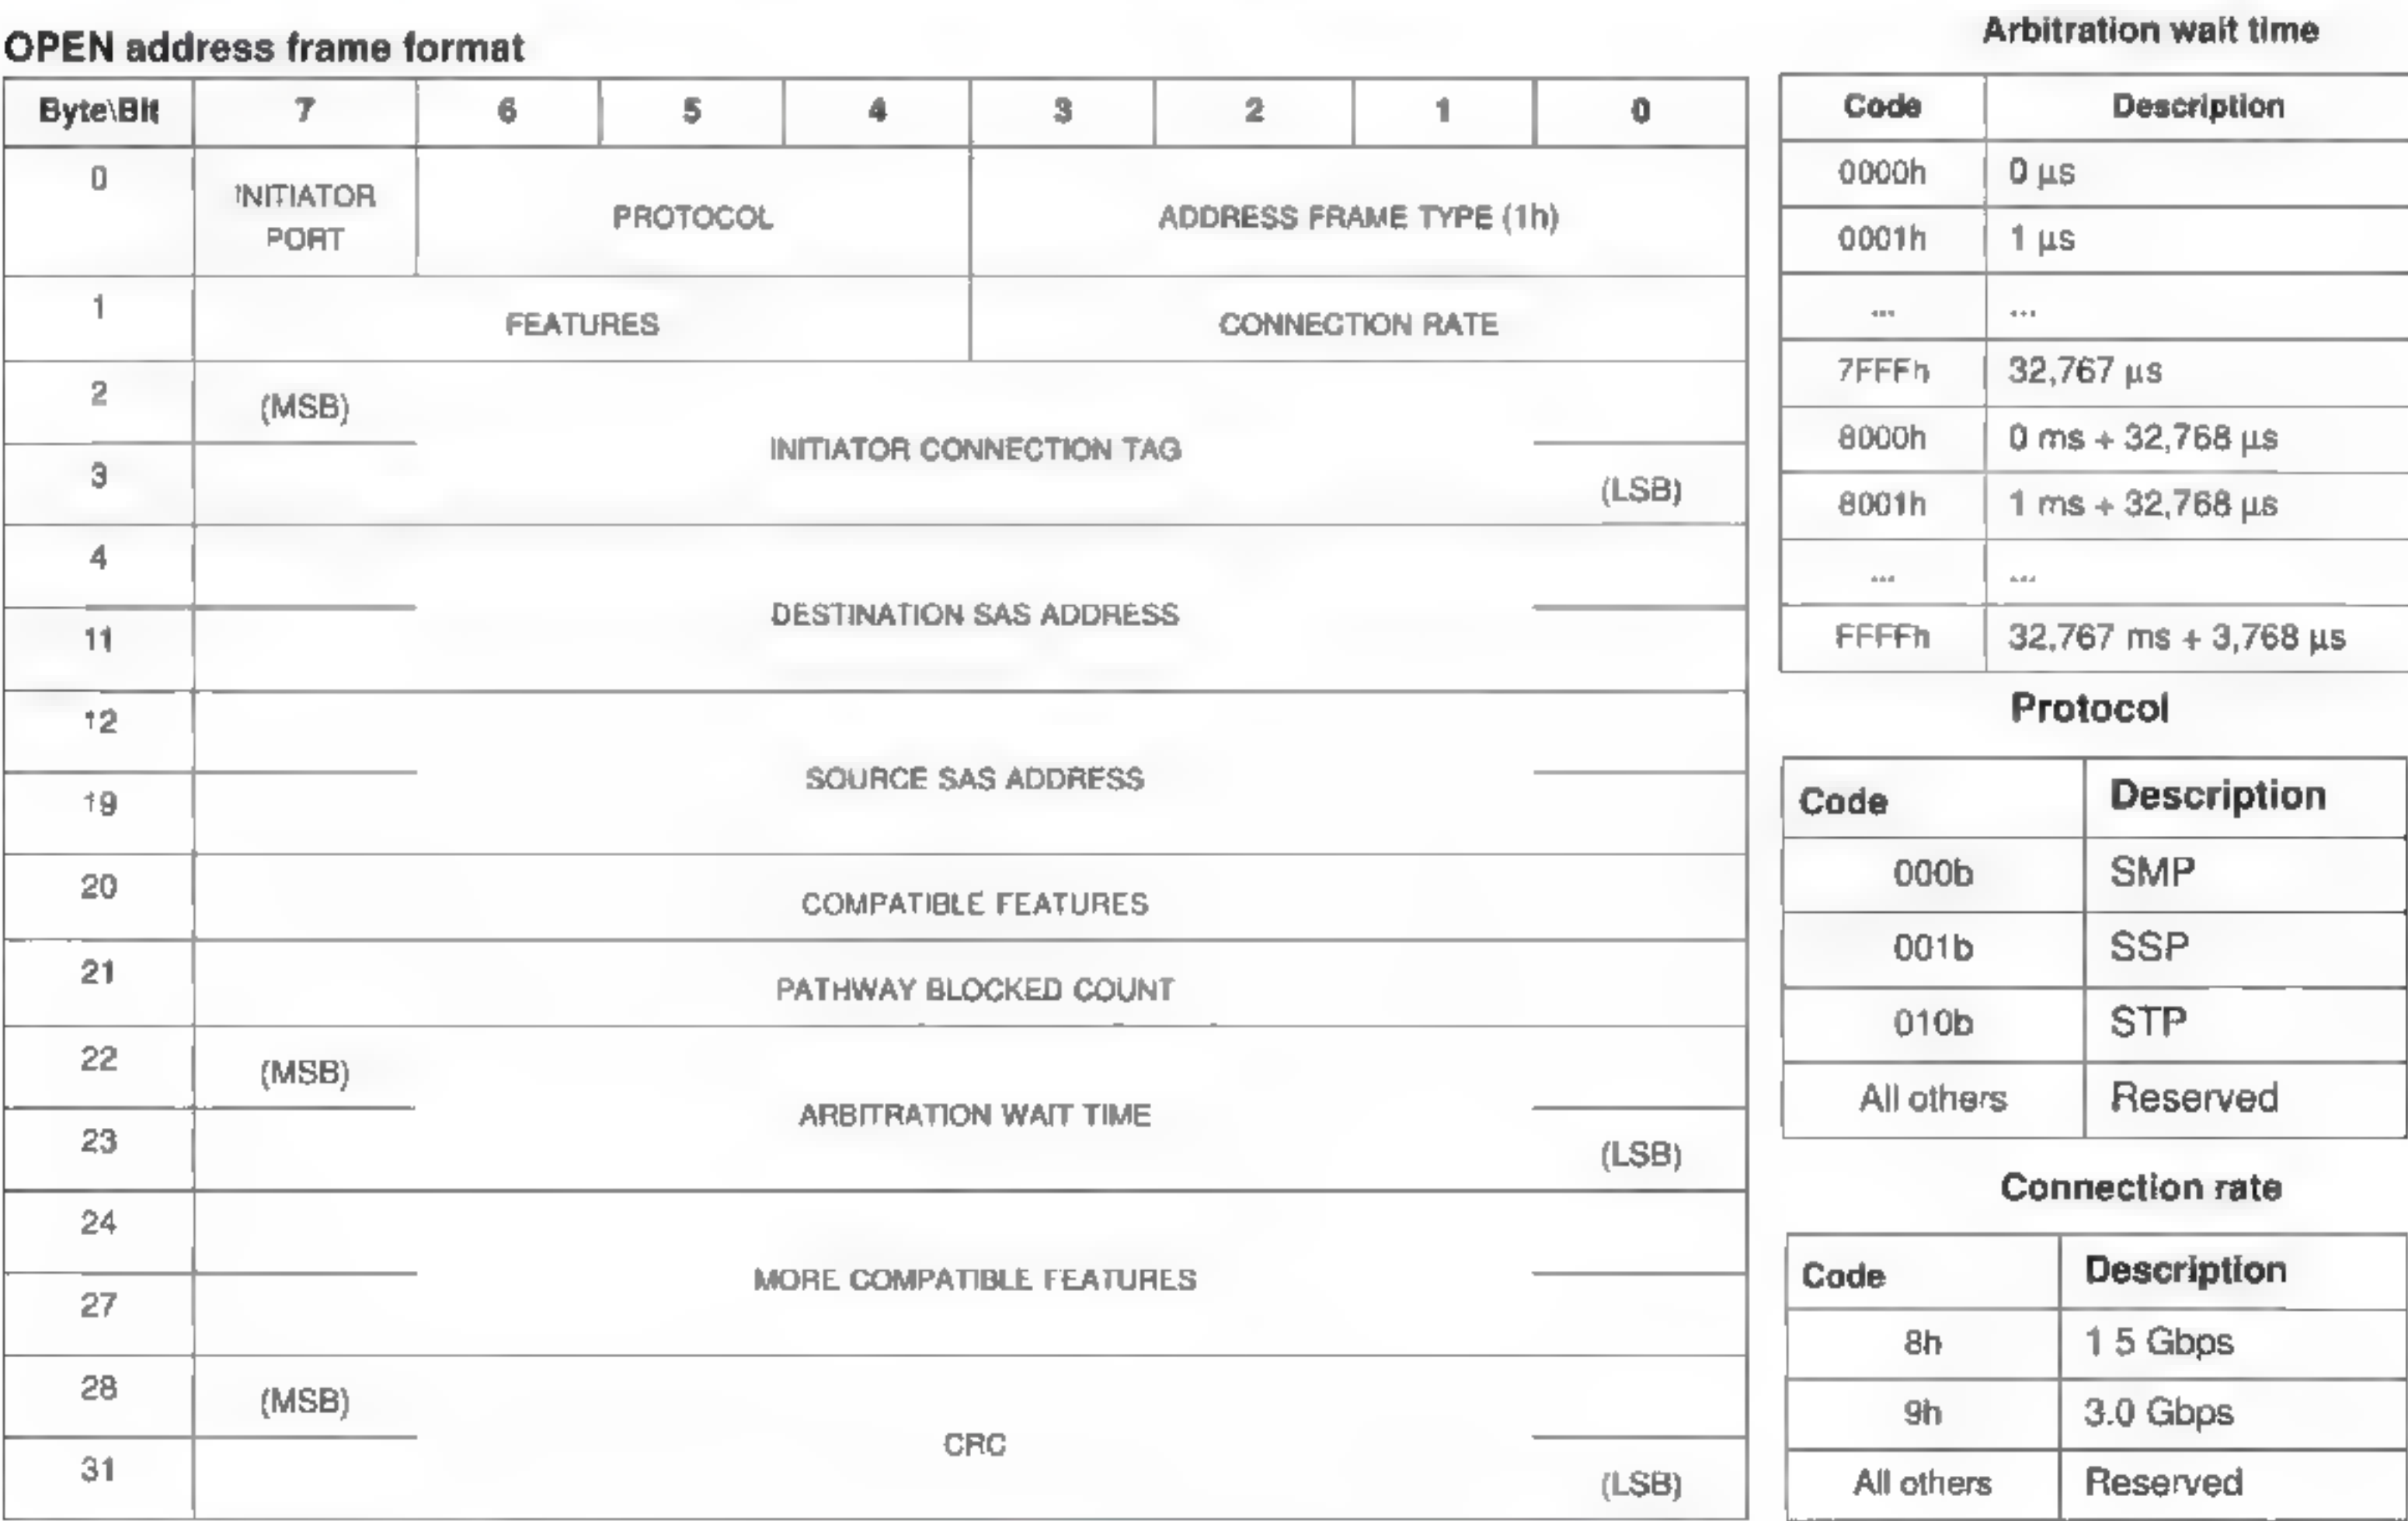 OPEN address frame format
Byte\Bit 7 6 5 4 3 2 1 0
0 INITIATOR PORT PROTOCOL ADDRESS FRAME TYPE (1h)
1 FEATURES CONNECTION RATE
2 (MSB)
INITIATOR CONNECTION TAG
3 (LSB)
4
DESTINATION SAS ADDRESS
11
12
SOURCE SAS ADDRESS
19
20 COMPATIBLE FEATURES
21 PATHWAY BLOCKED COUNT
22 (MSB)
ARBITRATION WAIT TIME
23 (LSB)
24
MORE COMPATIBLE FEATURES
27
28 (MSB)
CRC
31 (LSB)
Arbitration wait time
Code Description
0000h 0 µs
0001h 1 µs
... ...
7FFFh 32,767 µs
8000h 0 ms + 32,768 µs
8001h 1 ms + 32,768 µs
... ...
FFFFh 32,767 ms + 3,768 µs
Protocol
Code Description
000b SMP
001b SSP
010b STP
All others Reserved
Connection rate
Code Description
8h 1 5 Gbps
9h 3.0 Gbps
All others Reserved